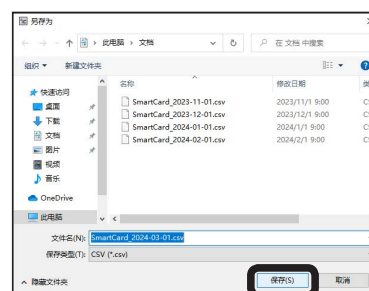 另存为
此电脑 › 文档
在 文档 中搜索
组织 新建文件夹
名称 修改日期
快速访问
桌面
下载
文档
图片
视频
音乐
OneDrive
此电脑
SmartCard_2023-11-01.csv 2023/11/1 9:00
SmartCard_2023-12-01.csv 2023/12/1 9:00
SmartCard_2024-01-01.csv 2024/1/1 9:00
SmartCard_2024-02-01.csv 2024/2/1 9:00
文件名(N): SmartCard_2024-03-01.csv
保存类型(T): CSV (*.csv)
隐藏文件夹 保存(S) 取消